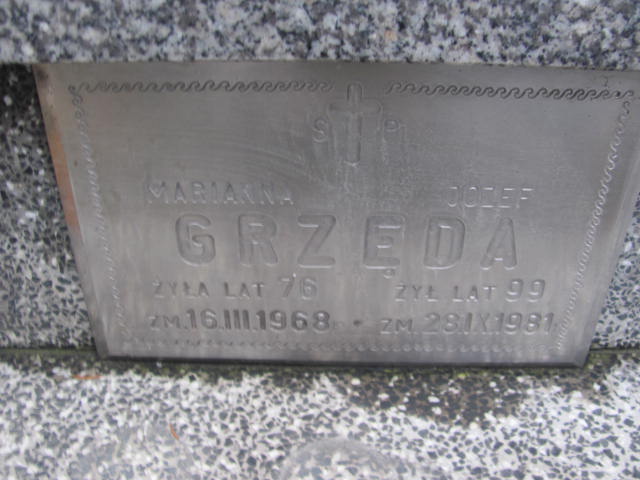 S P
MARIANNA JÓZEF
GRZĘDA
ŻYŁA LAT 76 ŻYŁ LAT 99
ZM. 16.III.1968 R. ZM. 28.IX.1981